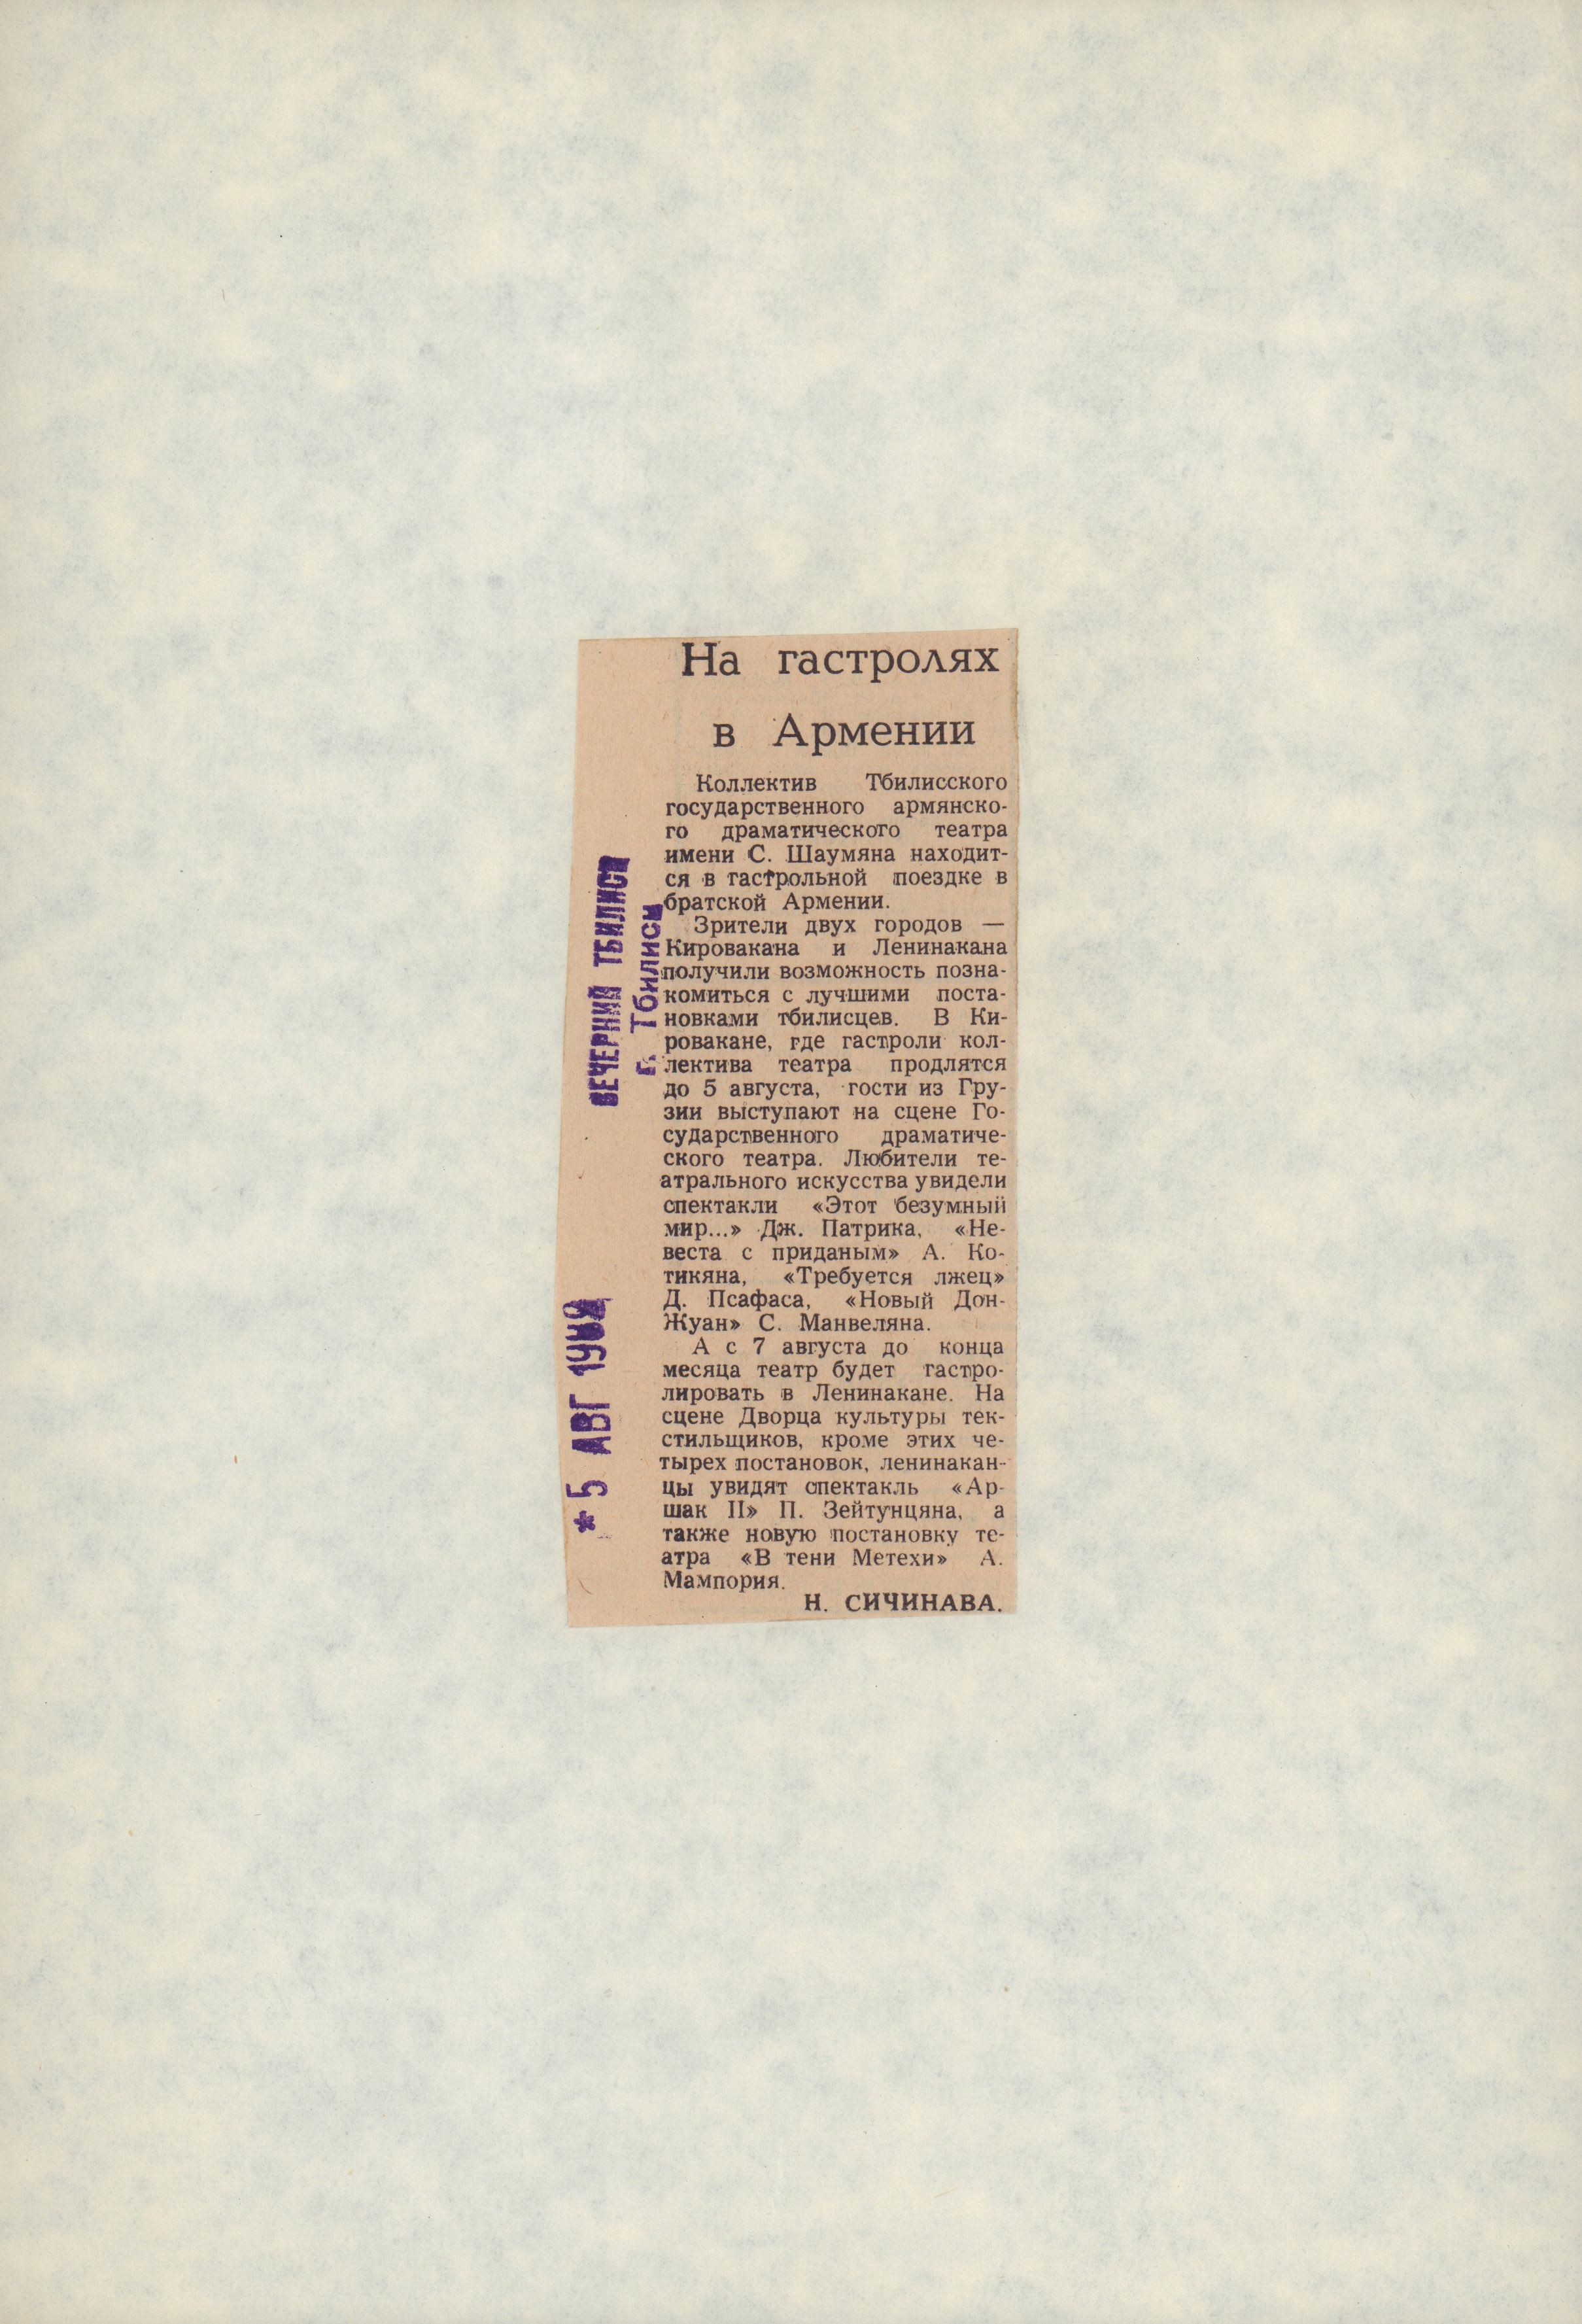 На гастролях
в Армении
Коллектив Тбилисского
государственного армянско-
го драматического театра
имени С. Шаумяна находит-
ся в гастрольной поездке в
братской Армении.
Зрители двух городов —
Кировакана и Ленинакана
получили возможность позна-
комиться с лучшими поста-
новками тбилисцев. В Ки-
ровакане, где гастроли кол-
лектива театра продлятся
до 5 августа, гости из Гру-
зии выступают на сцене Го-
сударственного драматиче-
ского театра. Любители те-
атрального искусства увидели
спектакли «Этот безумный
мир...» Дж. Патрика, «Не-
веста с приданым» А. Ко-
тикяна, «Требуется лжец»
Д. Псафаса, «Новый Дон-
Жуан» С. Манвеляна.
А с 7 августа до конца
месяца театр будет гастро-
лировать в Ленинакане. На
сцене Дворца культуры тек-
стильщиков, кроме этих че-
тырех постановок, ленинакан-
цы увидят спектакль «Ар-
шак II» П. Зейтунцяна, а
также новую постановку те-
атра «В тени Метехи» А.
Мампория.
Н. СИЧИНАВА.
ВЕЧЕРНИЙ ТБИЛИСИ
г. Тбилиси
* 5 АВГ